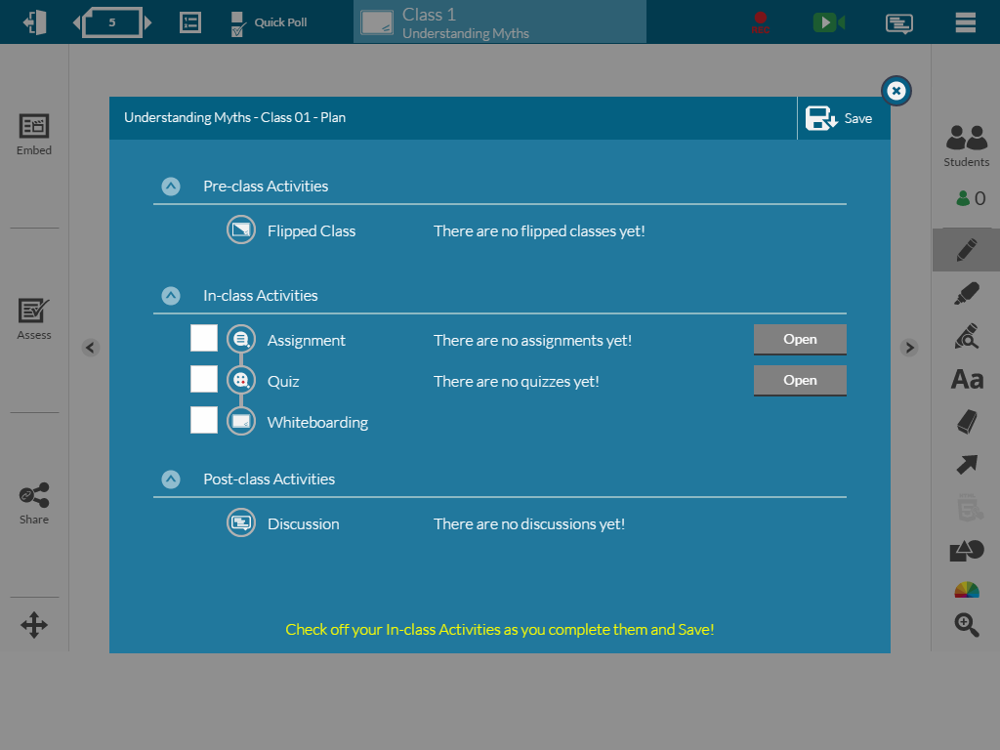 5
Quick Poll
Class 1
Understanding Myths
REC
Embed
Assess
Share
Understanding Myths - Class 01 - Plan
Save
Pre-class Activities
Flipped Class There are no flipped classes yet!
In-class Activities
Assignment There are no assignments yet! Open
Quiz There are no quizzes yet! Open
Whiteboarding
Post-class Activities
Discussion There are no discussions yet!
Check off your In-class Activities as you complete them and Save!
Students
0
Aa
5